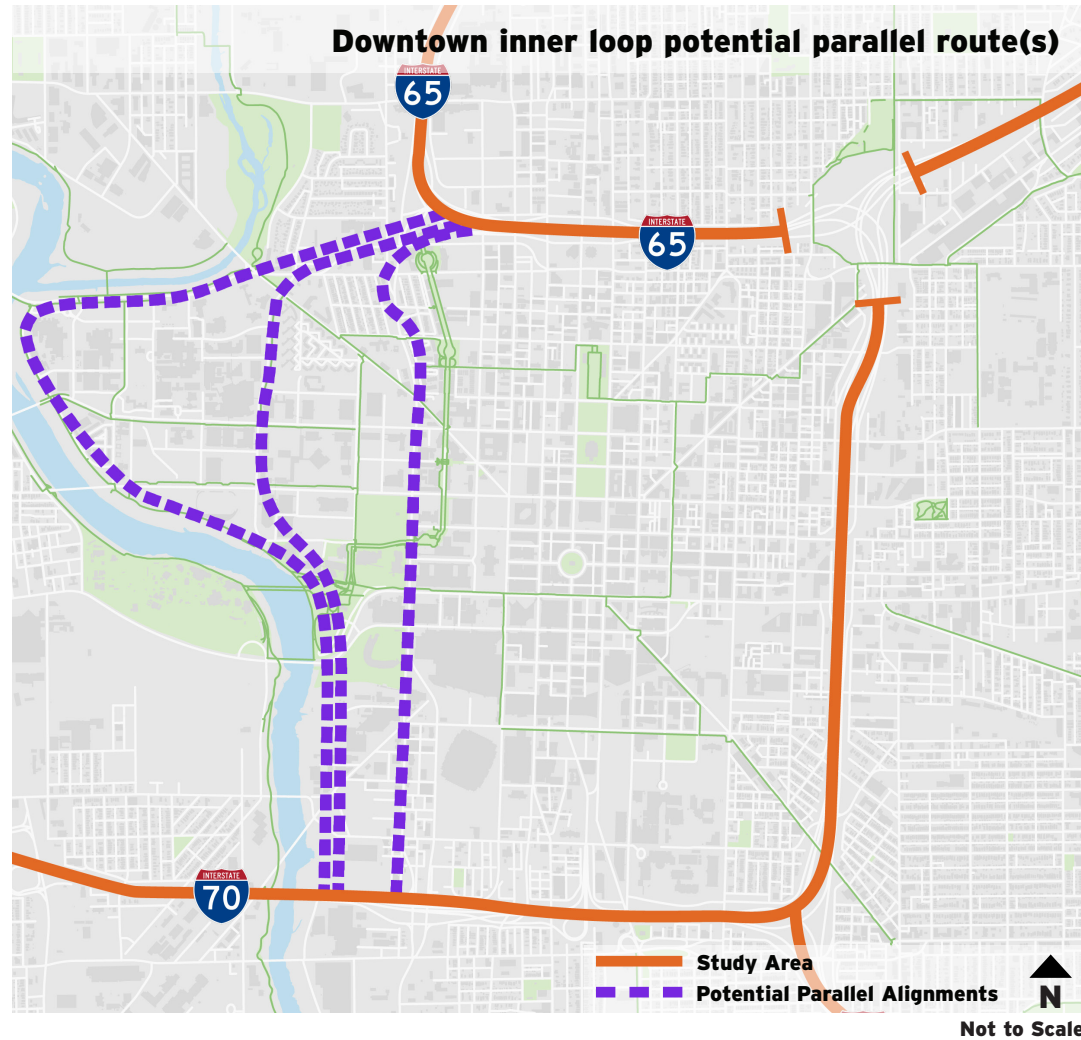 Downtown inner loop potential parallel route(s)
INTERSTATE
65
INTERSTATE
65
INTERSTATE
70
Study Area
Potential Parallel Alignments
N
Not to Scale